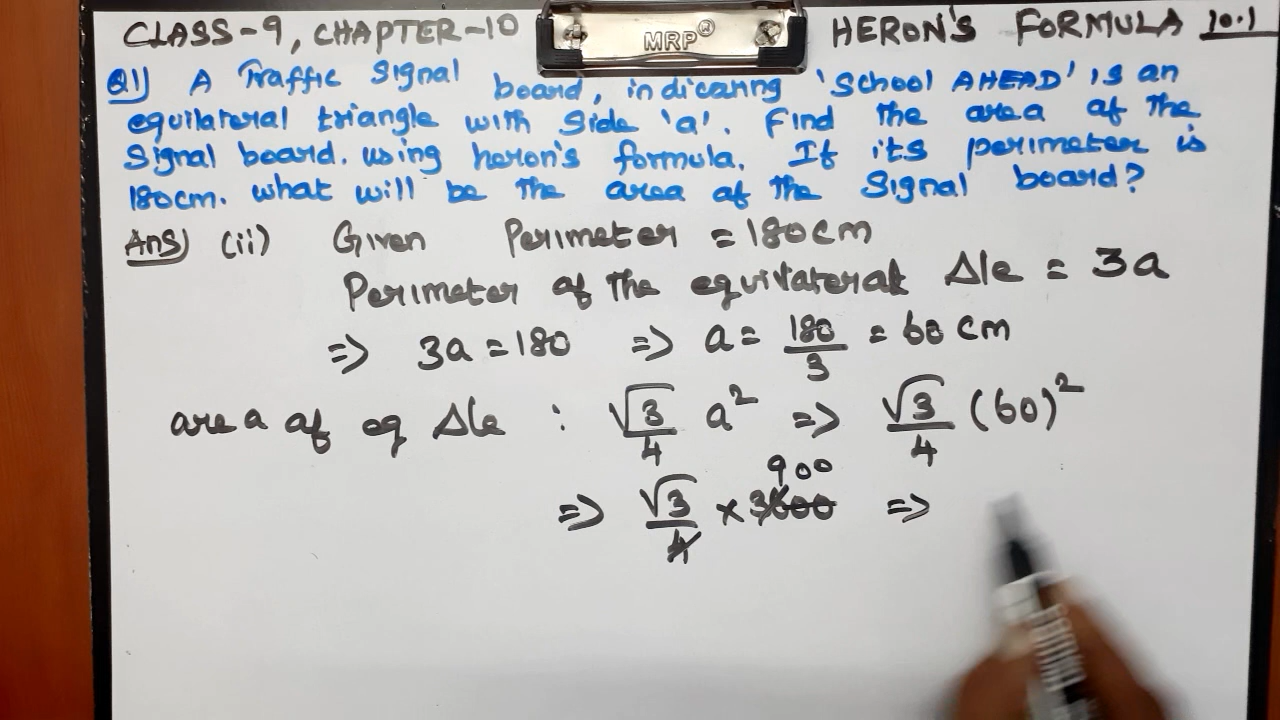 CLASS-9, CHAPTER-10 MRP® HERON'S FORMULA 10.1
Q1) A Traffic Signal board, indicating 'School AHEAD' is an
equilateral triangle with Side 'a'. Find the area of the
Signal board. using heron's formula. If its perimeter is
180cm. what will be the area of the Signal board?
Ans) (ii) Given Perimeter = 180cm
Perimeter of the equilateral Δle = 3a
=> 3a = 180 => a = 180/3 = 60 cm
area of eq Δle : √3/4 a² => √3/4 (60)²
900
=> √3/4 × 3600 =>